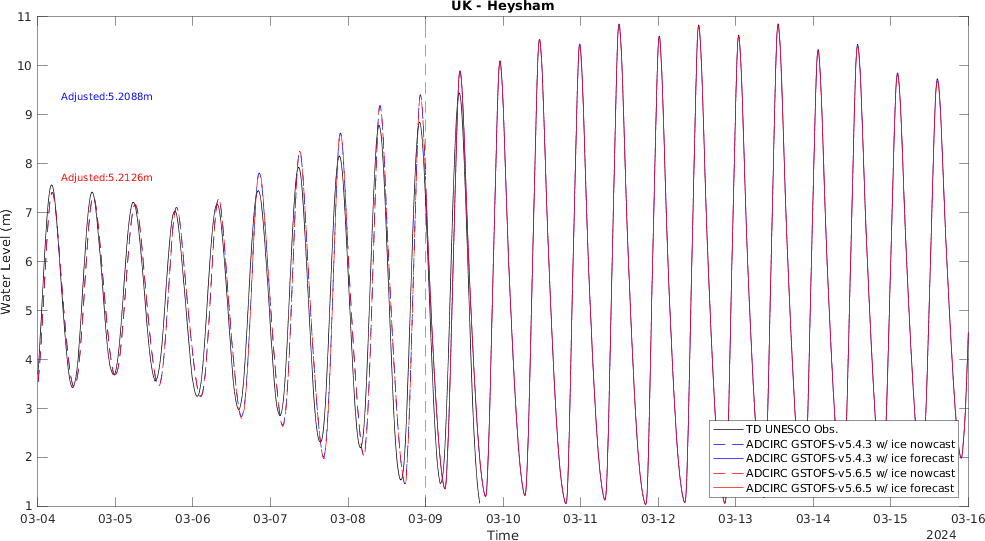 UK - Heysham
11
10
9
8
7
6
5
4
3
2
1
Water Level (m)
Adjusted:5.2088m
Adjusted:5.2126m
TD UNESCO Obs.
ADCIRC GSTOFS-v5.4.3 w/ ice nowcast
ADCIRC GSTOFS-v5.4.3 w/ ice forecast
ADCIRC GSTOFS-v5.6.5 w/ ice nowcast
ADCIRC GSTOFS-v5.6.5 w/ ice forecast
03-04 03-05 03-06 03-07 03-08 03-09 03-10 03-11 03-12 03-13 03-14 03-15 03-16
Time
2024